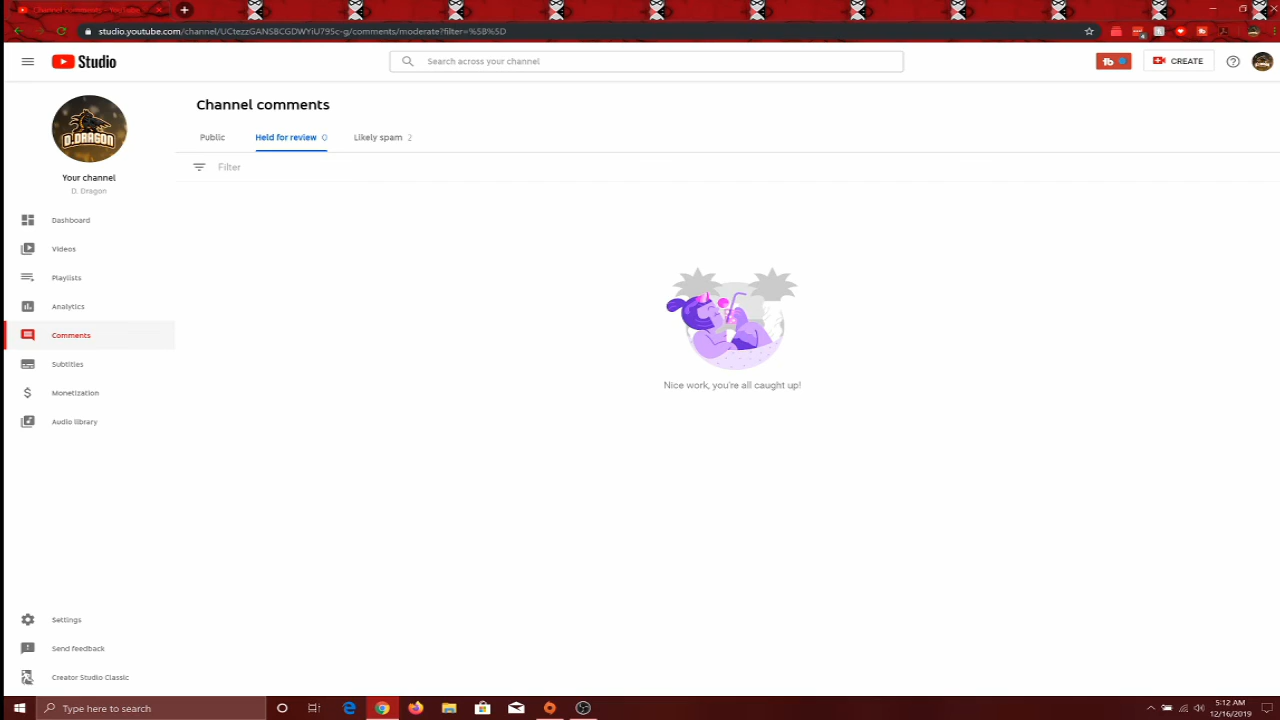 Channel comments - YouTube
studio.youtube.com/channel/UCtezzGANS8CGDWYiU795c-g/comments/moderate?filter=%5B%5D
Studio
Search across your channel
CREATE
D.DRAGON
Your channel
D. Dragon
Dashboard
Videos
Playlists
Analytics
Comments
Subtitles
Monetization
Audio library
Settings
Send feedback
Creator Studio Classic
Channel comments
Public
Held for review 0
Likely spam 2
Filter
Nice work, you're all caught up!
Type here to search
5:12 AM
12/16/2019